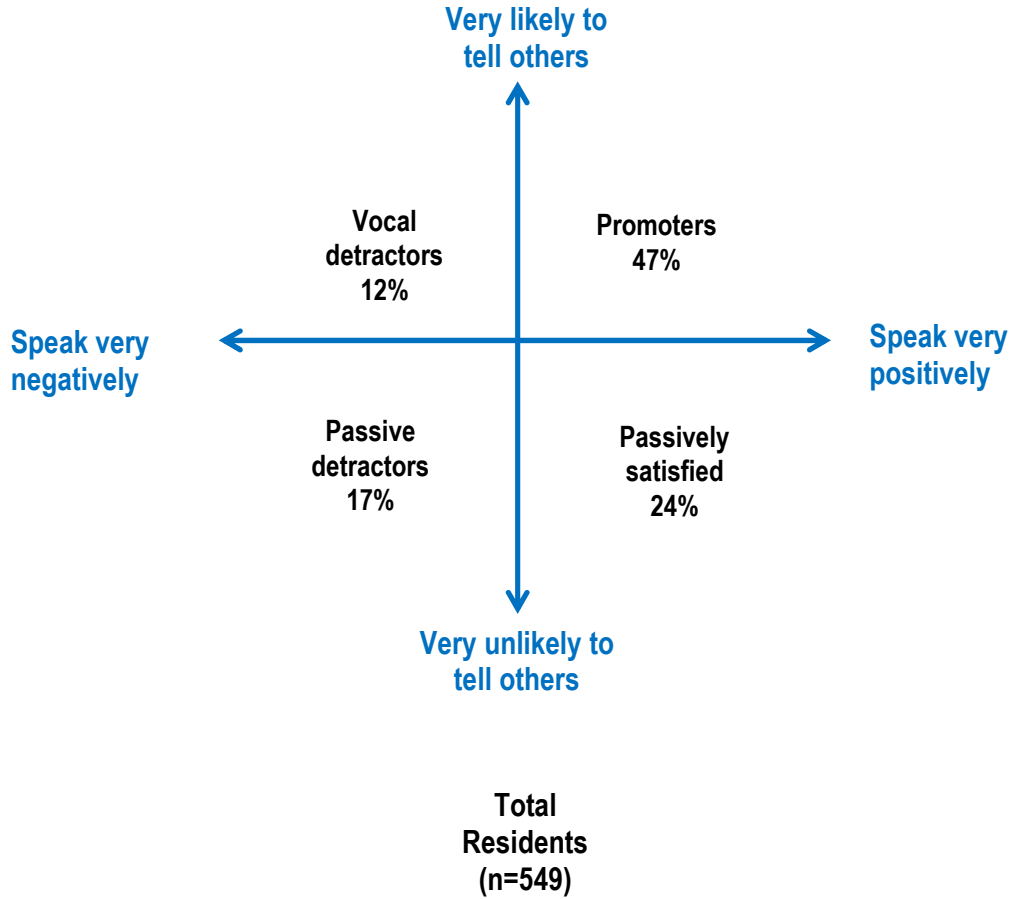 Very likely to
tell others
Vocal
detractors
12%
Promoters
47%
Speak very
negatively
Speak very
positively
Passive
detractors
17%
Passively
satisfied
24%
Very unlikely to
tell others
Total
Residents
(n=549)